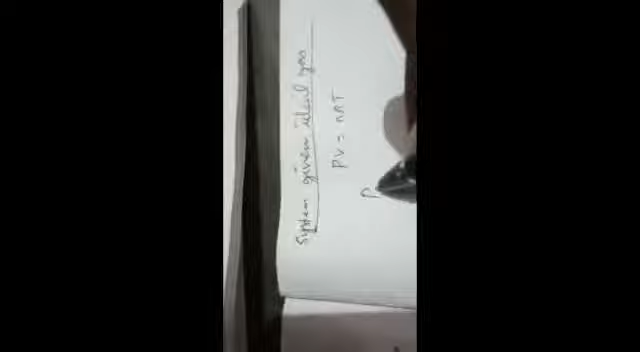 System given ideal gas
PV = nRT
P